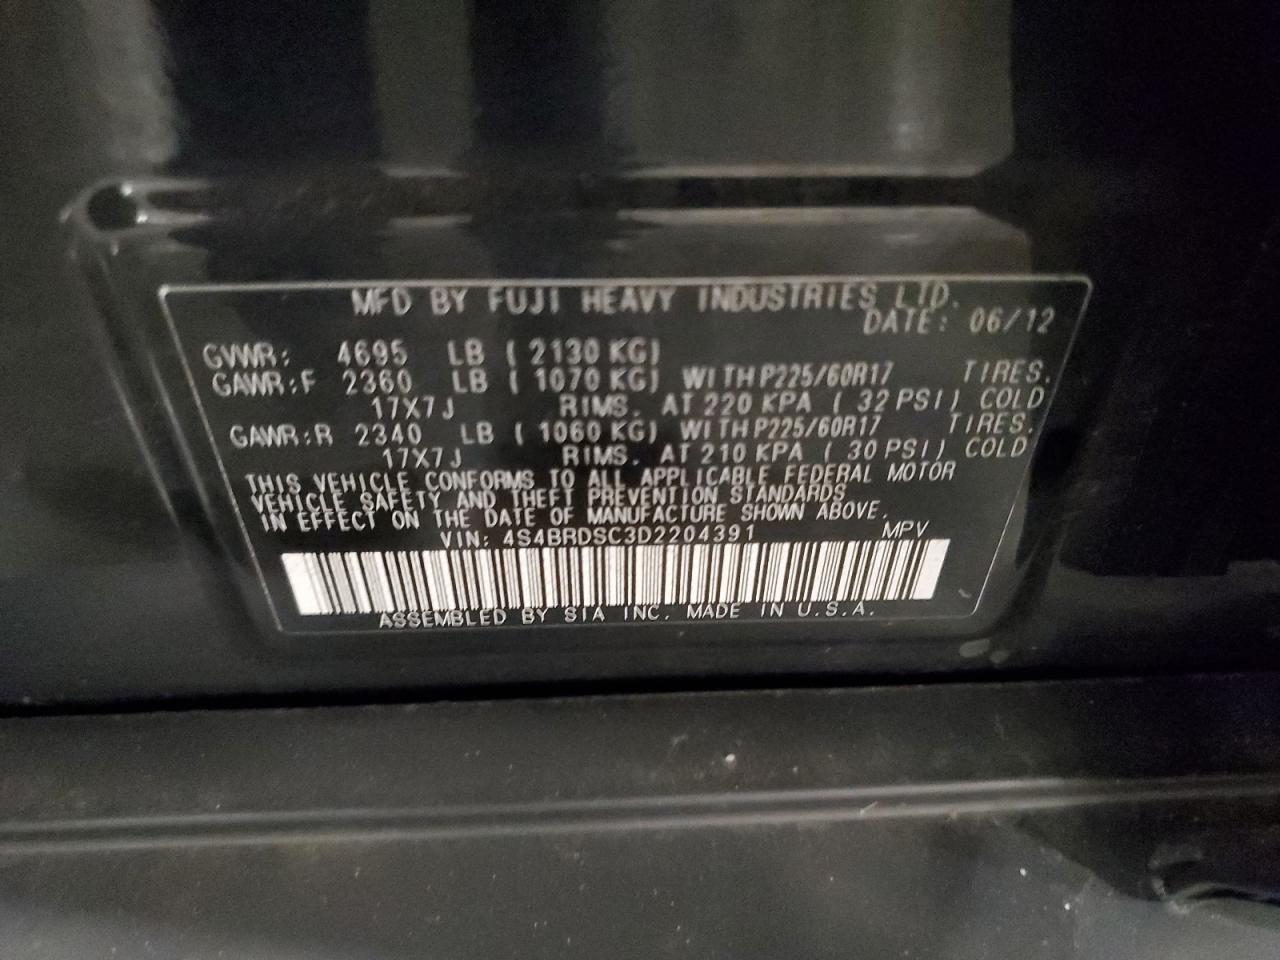 MFD BY FUJI HEAVY INDUSTRIES LTD.
DATE: 06/12
GVWR: 4695 LB ( 2130 KG)
GAWR:F 2360 LB ( 1070 KG) WITH P225/60R17 TIRES.
17X7J RIMS. AT 220 KPA ( 32 PSI) COLD
GAWR:R 2340 LB ( 1060 KG) WITH P225/60R17 TIRES.
17X7J RIMS. AT 210 KPA ( 30 PSI) COLD
THIS VEHICLE CONFORMS TO ALL APPLICABLE FEDERAL MOTOR
VEHICLE SAFETY AND THEFT PREVENTION STANDARDS
IN EFFECT ON THE DATE OF MANUFACTURE SHOWN ABOVE.
VIN: 4S4BRDSC3D2204391 MPV
ASSEMBLED BY SIA INC. MADE IN U.S.A.